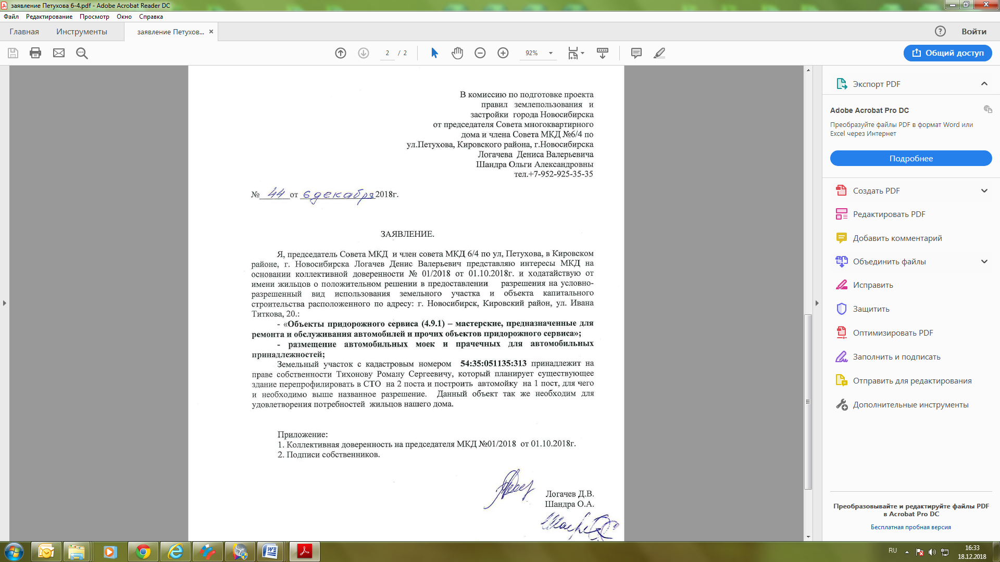 заявление Петухова 6-4.pdf - Adobe Acrobat Reader DC
Файл Редактирование Просмотр Окно Справка
Главная Инструменты заявление Петухов... Войти
2 / 2 92% Общий доступ
В комиссию по подготовке проекта
правил землепользования и
застройки города Новосибирска
от председателя Совета многоквартирного
дома и члена Совета МКД №6/4 по
ул.Петухова, Кировского района, г.Новосибирска
Логачева Дениса Валерьевича
Шандра Ольги Александровны
тел.+7-952-925-35-35
№ 44 от 6 декабря 2018г.
ЗАЯВЛЕНИЕ.
Я, председатель Совета МКД и член совета МКД 6/4 по ул, Петухова, в Кировском
районе, г. Новосибирска Логачев Денис Валерьевич представляю интересы МКД на
основании коллективной доверенности № 01/2018 от 01.10.2018г. и ходатайствую от
имени жильцов о положительном решении в предоставлении разрешения на условно-
разрешенный вид использования земельного участка и объекта капитального
строительства расположенного по адресу: г. Новосибирск, Кировский район, ул. Ивана
Титкова, 20.:
- «Объекты придорожного сервиса (4.9.1) – мастерские, предназначенные для
ремонта и обслуживания автомобилей и прочих объектов придорожного сервиса»;
- размещение автомобильных моек и прачечных для автомобильных
принадлежностей;
Земельный участок с кадастровым номером 54:35:051135:313 принадлежит на
праве собственности Тихонову Роману Сергеевичу, который планирует существующее
здание перепрофилировать в СТО на 2 поста и построить автомойку на 1 пост, для чего
и необходимо выше названное разрешение. Данный объект так же необходим для
удовлетворения потребностей жильцов нашего дома.
Приложение:
1. Коллективная доверенность на председателя МКД №01/2018 от 01.10.2018г.
2. Подписи собственников.
Логачев Д.В.
Шандра О.А.
Экспорт PDF
Adobe Acrobat Pro DC
Преобразуйте файлы PDF в формат Word или
Excel через Интернет
Подробнее
Создать PDF
Редактировать PDF
Добавить комментарий
Объединить файлы
Исправить
Защитить
Оптимизировать PDF
Заполнить и подписать
Отправить для редактирования
Дополнительные инструменты
Преобразовывайте и редактируйте файлы PDF
в Acrobat Pro DC
Бесплатная пробная версия
RU
16:33
18.12.2018